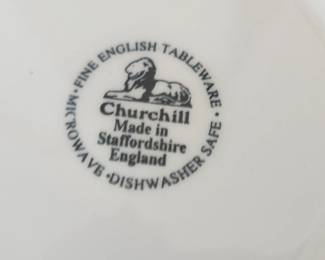 · FINE ENGLISH TABLEWARE ·
Churchill
Made in
Staffordshire
England
MICROWAVE · DISHWASHER SAFE ·